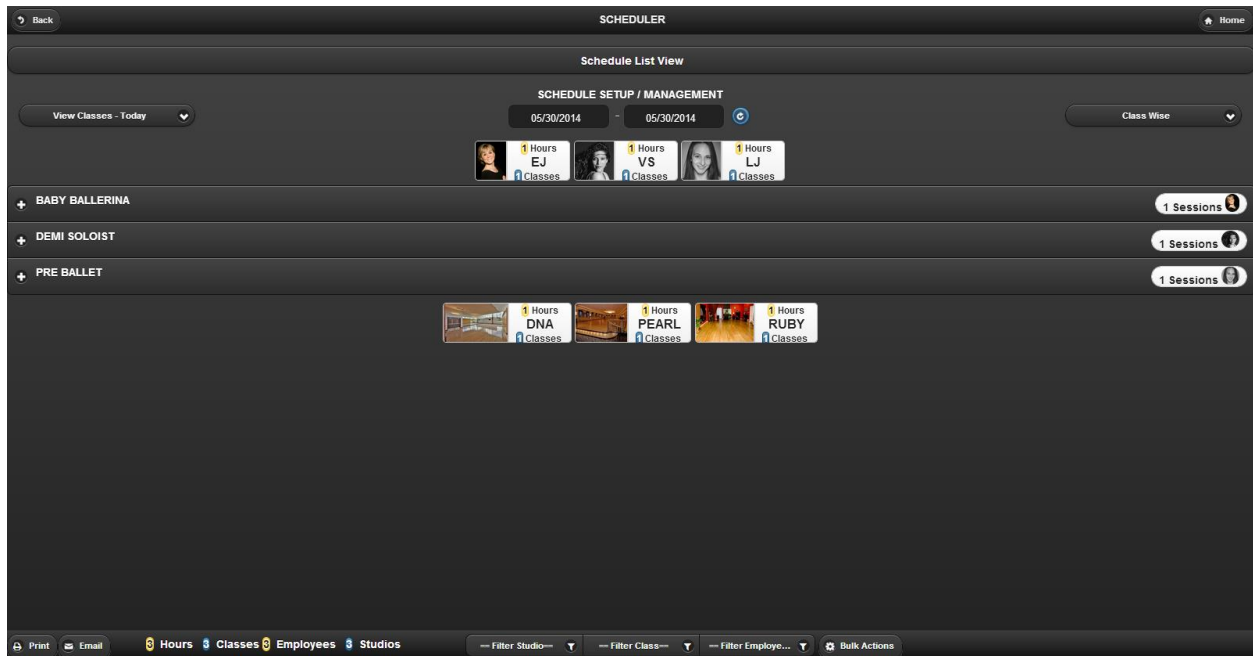 Back
SCHEDULER
Home
Schedule List View
SCHEDULE SETUP / MANAGEMENT
View Classes - Today
05/30/2014 - 05/30/2014
Class Wise
1 Hours
EJ
1 Classes
1 Hours
VS
1 Classes
1 Hours
LJ
1 Classes
BABY BALLERINA
1 Sessions
DEMI SOLOIST
1 Sessions
PRE BALLET
1 Sessions
1 Hours
DNA
1 Classes
1 Hours
PEARL
1 Classes
1 Hours
RUBY
1 Classes
Print
Email
3 Hours 3 Classes 3 Employees 3 Studios
-- Filter Studio--
-- Filter Class--
-- Filter Employe...
Bulk Actions